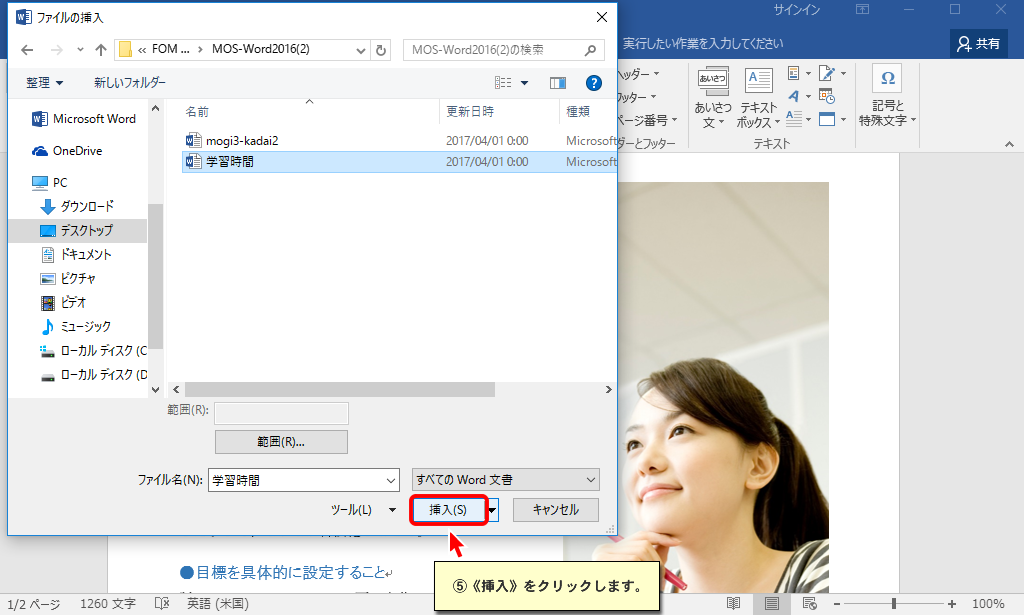 ファイルの挿入
サインイン
« FOM ... › MOS-Word2016(2)
MOS-Word2016(2)の検索
実行したい作業を入力してください
共有
整理
新しいフォルダー
ヘッダー
フッター
ページ番号
あいさつ
あいさつ文
テキストボックス
記号と特殊文字
テキスト
Microsoft Word
OneDrive
PC
ダウンロード
デスクトップ
ドキュメント
ピクチャ
ビデオ
ミュージック
ローカル ディスク (C
ローカル ディスク (D
名前
更新日時
種類
mogi3-kadai2
2017/04/01 0:00
Microsoft
学習時間
2017/04/01 0:00
Microsoft
範囲(R):
範囲(R)...
ファイル名(N):
学習時間
すべての Word 文書
ツール(L)
挿入(S)
キャンセル
●目標を具体的に設定すること
⑤《挿入》をクリックします。
1/2 ページ
1260 文字
英語 (米国)
100%